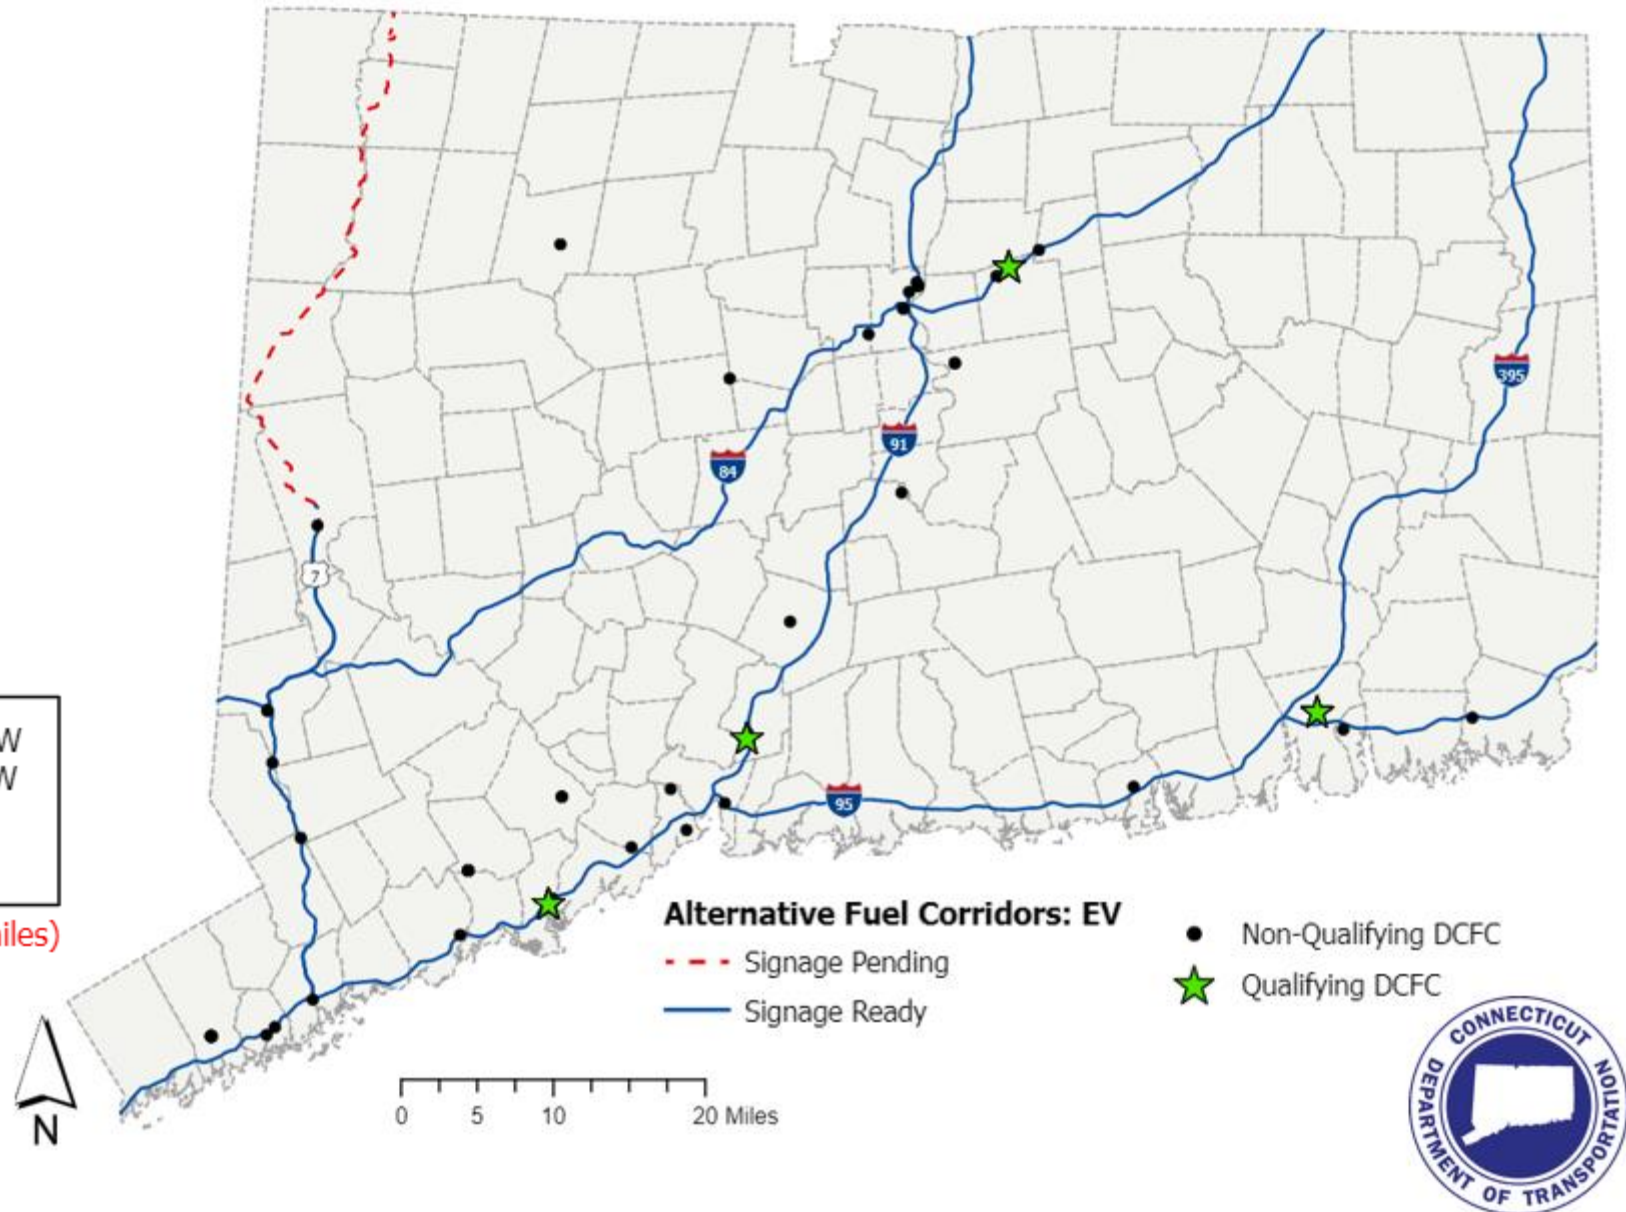 395
91
84
7
W
W
95
iles)
Alternative Fuel Corridors: EV
Signage Pending
Signage Ready
Non-Qualifying DCFC
Qualifying DCFC
N
0 5 10 20 Miles
CONNECTICUT
DEPARTMENT OF TRANSPORTATION